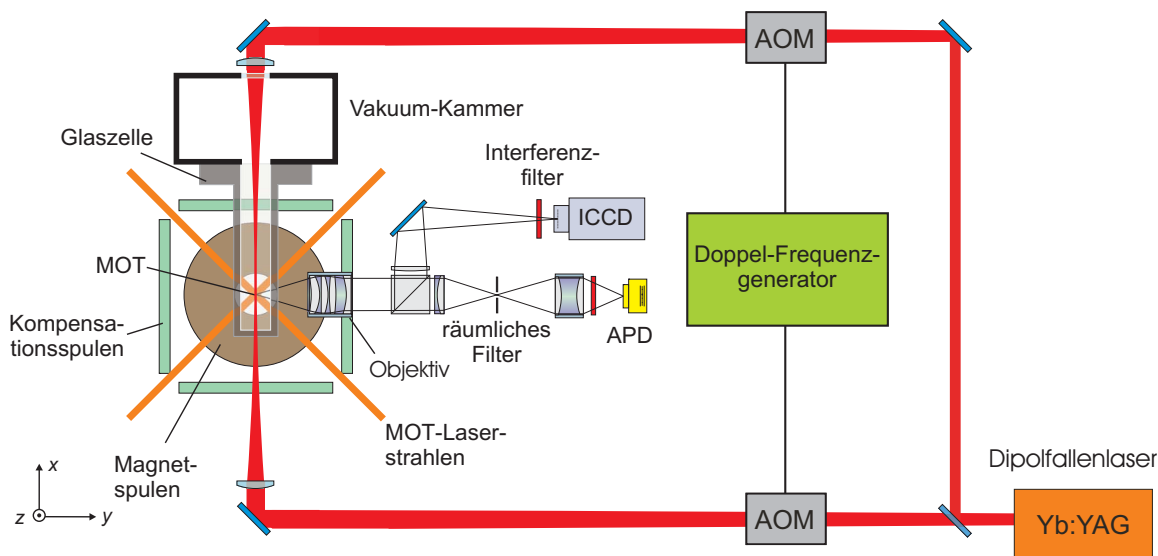 AOM
Vakuum-Kammer
Glaszelle
Interferenz-
filter
ICCD
MOT
Doppel-Frequenz-
generator
Kompensa-
tionsspulen
räumliches
Filter
APD
Objektiv
MOT-Laser-
strahlen
Magnet-
spulen
x
z
y
Dipolfallenlaser
AOM
Yb:YAG